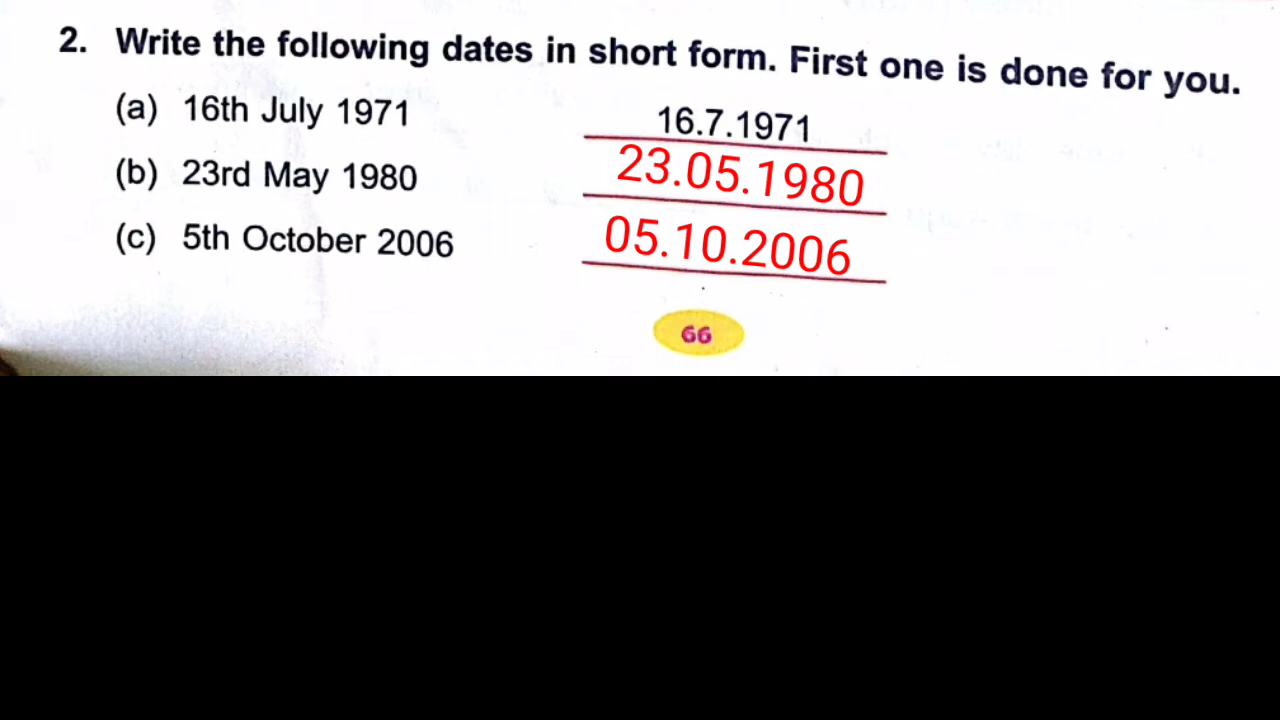 2. Write the following dates in short form. First one is done for you.
(a) 16th July 1971 16.7.1971
(b) 23rd May 1980 23.05.1980
(c) 5th October 2006 05.10.2006
66